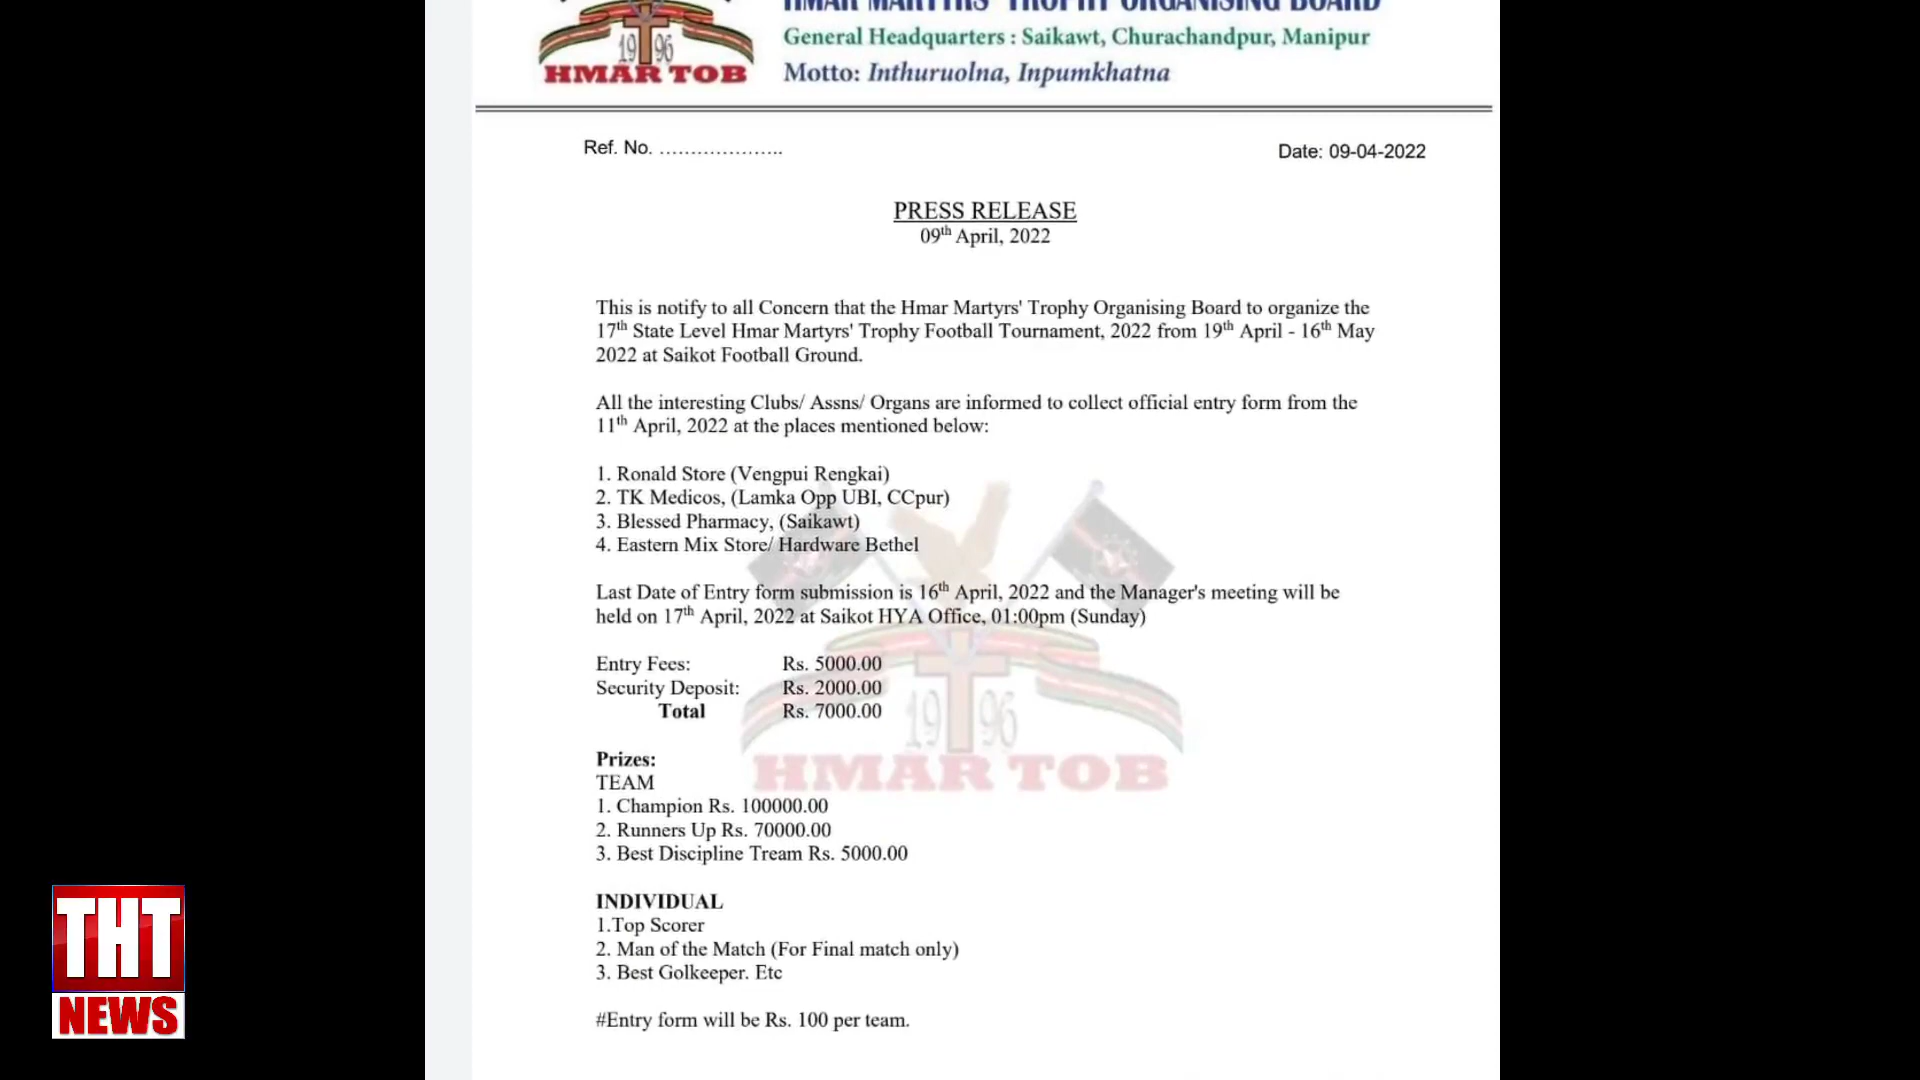 HMAR MARTYRS' TROPHY ORGANISING BOARD
General Headquarters : Saikawt, Churachandpur, Manipur
Motto: Inthuruolna, Inpumkhatna
1996
HMAR TOB
Ref. No. ....................
Date: 09-04-2022
PRESS RELEASE
09th April, 2022
This is notify to all Concern that the Hmar Martyrs' Trophy Organising Board to organize the
17th State Level Hmar Martyrs' Trophy Football Tournament, 2022 from 19th April - 16th May
2022 at Saikot Football Ground.
All the interesting Clubs/ Assns/ Organs are informed to collect official entry form from the
11th April, 2022 at the places mentioned below:
1. Ronald Store (Vengpui Rengkai)
2. TK Medicos, (Lamka Opp UBI, CCpur)
3. Blessed Pharmacy, (Saikawt)
4. Eastern Mix Store/ Hardware Bethel
Last Date of Entry form submission is 16th April, 2022 and the Manager's meeting will be
held on 17th April, 2022 at Saikot HYA Office, 01:00pm (Sunday)
Entry Fees: Rs. 5000.00
Security Deposit: Rs. 2000.00
Total Rs. 7000.00
1996
HMAR TOB
Prizes:
TEAM
1. Champion Rs. 100000.00
2. Runners Up Rs. 70000.00
3. Best Discipline Tream Rs. 5000.00
INDIVIDUAL
1.Top Scorer
2. Man of the Match (For Final match only)
3. Best Golkeeper. Etc
#Entry form will be Rs. 100 per team.
THT
NEWS